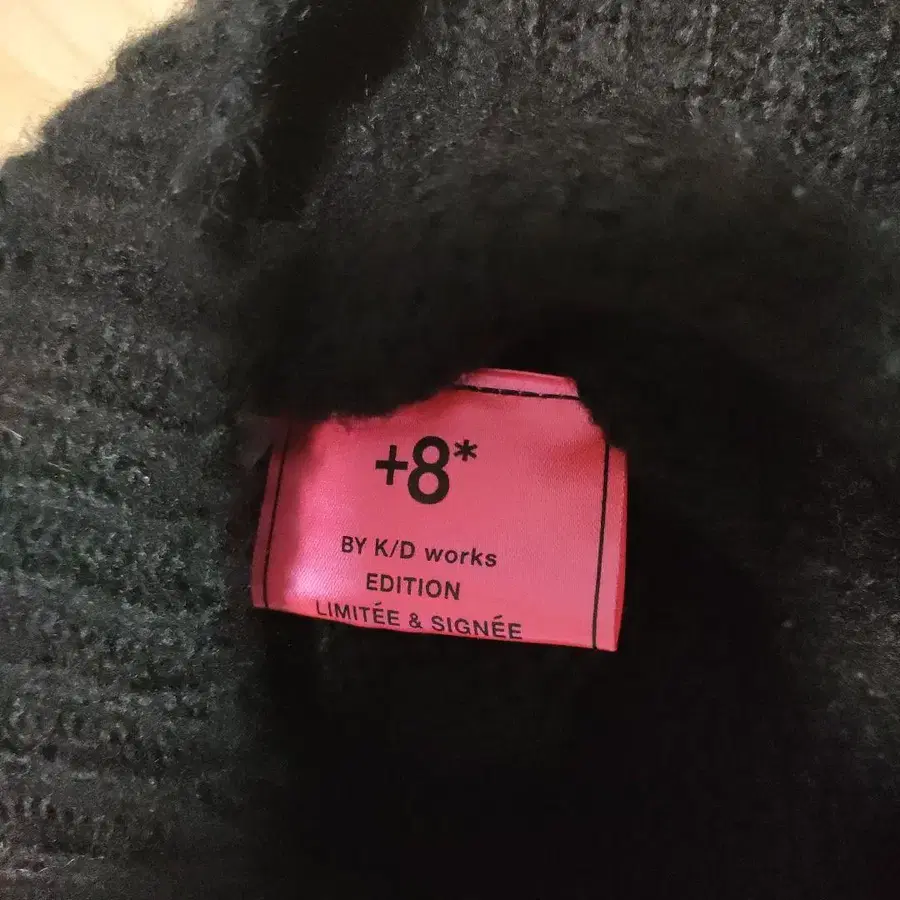 +8*
BY K/D works
EDITION
LIMITÉE & SIGNÉE